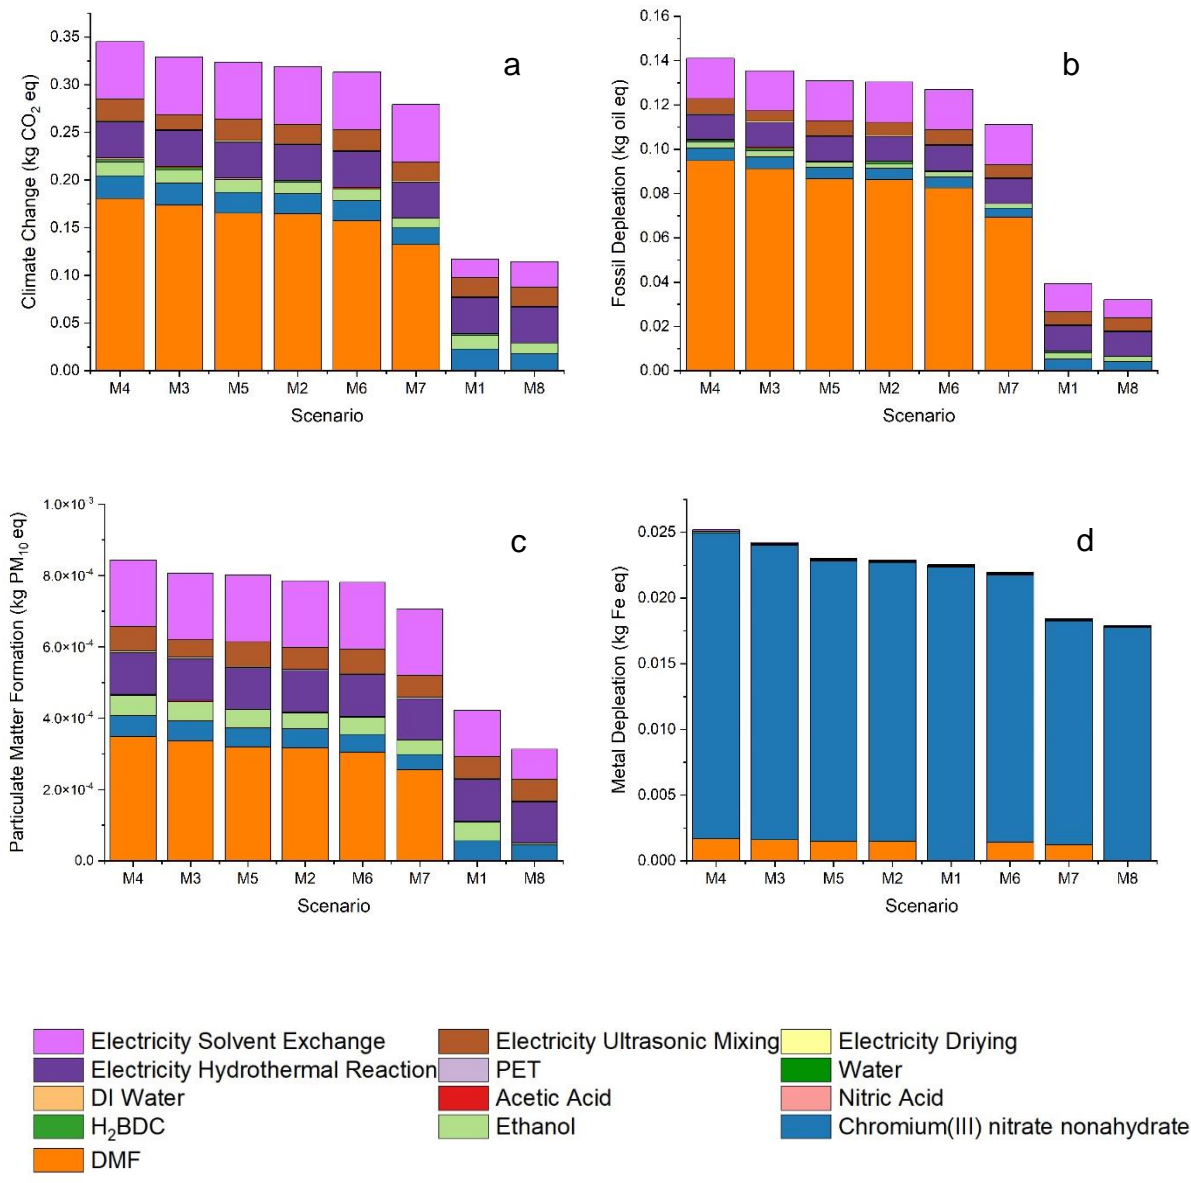 a
0.35
0.30
0.25
0.20
0.15
0.10
0.05
0.00
Climate Change (kg CO2 eq)
M4 M3 M5 M2 M6 M7 M1 M8
Scenario
b
0.16
0.14
0.12
0.10
0.08
0.06
0.04
0.02
0.00
Fossil Depleation (kg oil eq)
M4 M3 M5 M2 M6 M7 M1 M8
Scenario
c
1.0×10-3
8.0×10-4
6.0×10-4
4.0×10-4
2.0×10-4
0.0
Particulate Matter Formation (kg PM10 eq)
M4 M3 M5 M2 M6 M7 M1 M8
Scenario
d
0.025
0.020
0.015
0.010
0.005
0.000
Metal Depleation (kg Fe eq)
M4 M3 M5 M2 M1 M6 M7 M8
Scenario
Electricity Solvent Exchange Electricity Ultrasonic Mixing Electricity Driying
Electricity Hydrothermal Reaction PET Water
DI Water Acetic Acid Nitric Acid
H2BDC Ethanol Chromium(III) nitrate nonahydrate
DMF